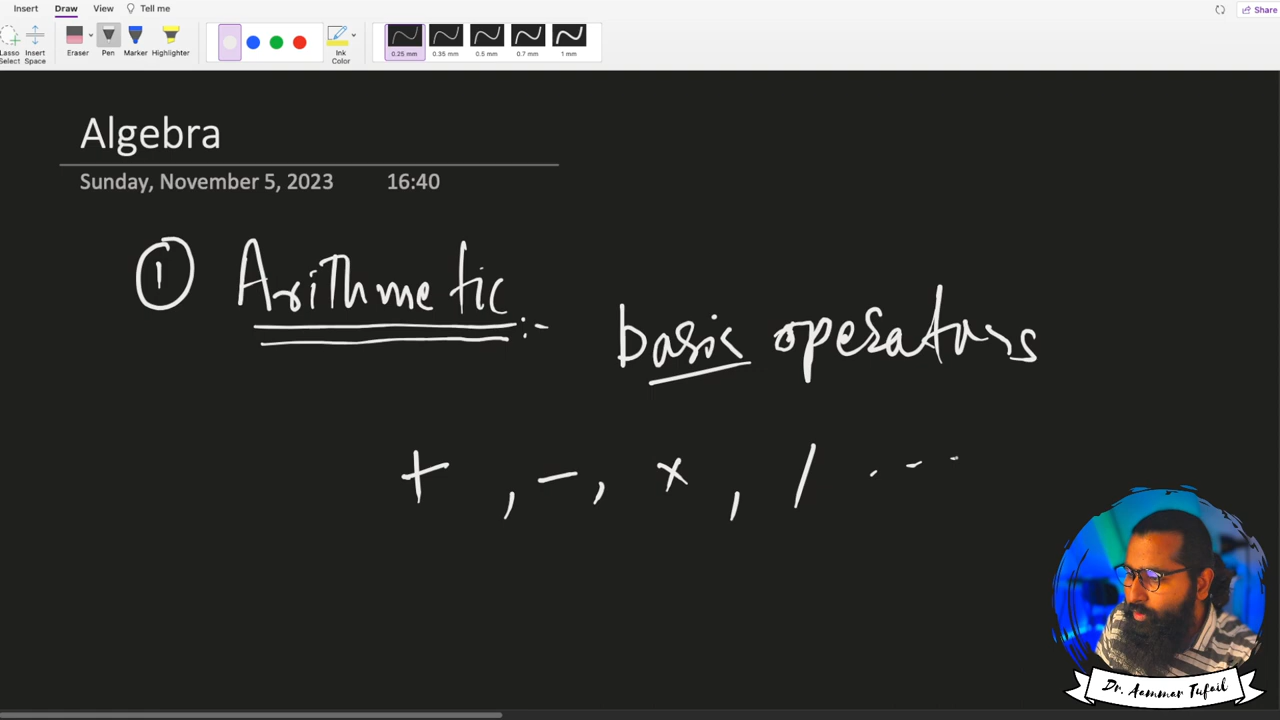 Insert Draw View Tell me Share
Lasso Select Insert Space Eraser Pen Marker Highlighter Ink Color 0.25 mm 0.35 mm 0.5 mm 0.7 mm 1 mm
Algebra
Sunday, November 5, 2023 16:40
① Arithmetic :- basic operators
+ , - , × , / ...
Dr. Aammar Tufail